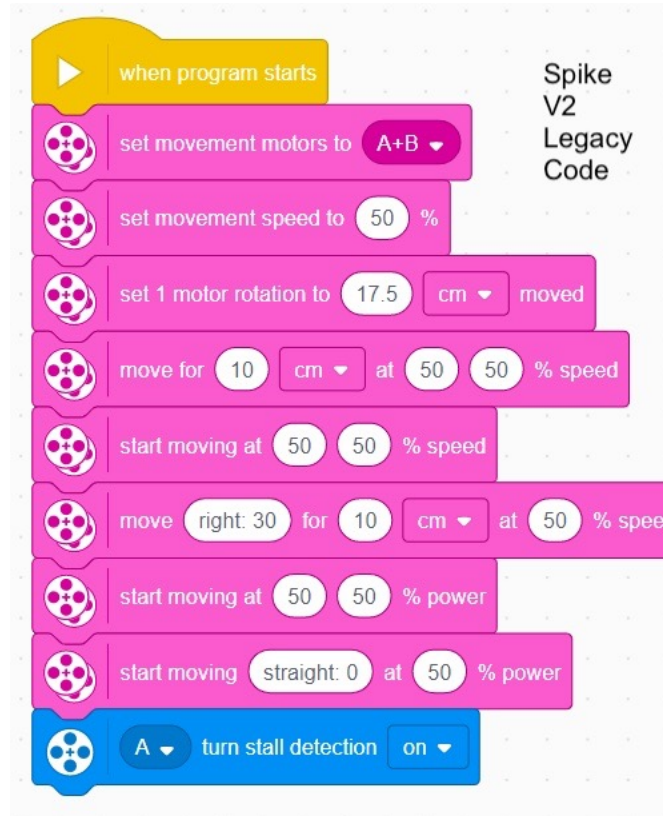 when program starts
Spike
V2
Legacy
Code
set movement motors to A+B
set movement speed to 50 %
set 1 motor rotation to 17.5 cm moved
move for 10 cm at 50 50 % speed
start moving at 50 50 % speed
move right: 30 for 10 cm at 50 % spee
start moving at 50 50 % power
start moving straight: 0 at 50 % power
A turn stall detection on